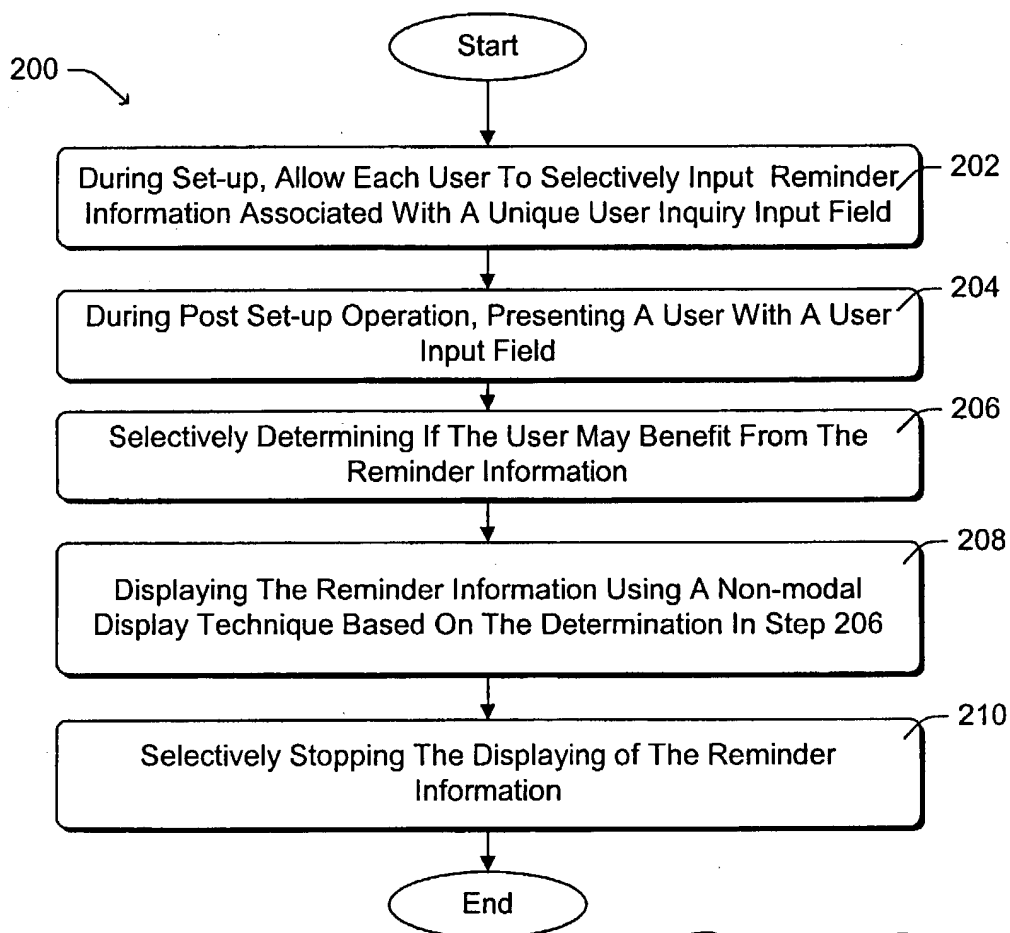 Start
200
During Set-up, Allow Each User To Selectively Input Reminder
Information Associated With A Unique User Inquiry Input Field
202
During Post Set-up Operation, Presenting A User With A User
Input Field
204
Selectively Determining If The User May Benefit From The
Reminder Information
206
Displaying The Reminder Information Using A Non-modal
Display Technique Based On The Determination In Step 206
208
Selectively Stopping The Displaying of The Reminder
Information
210
End